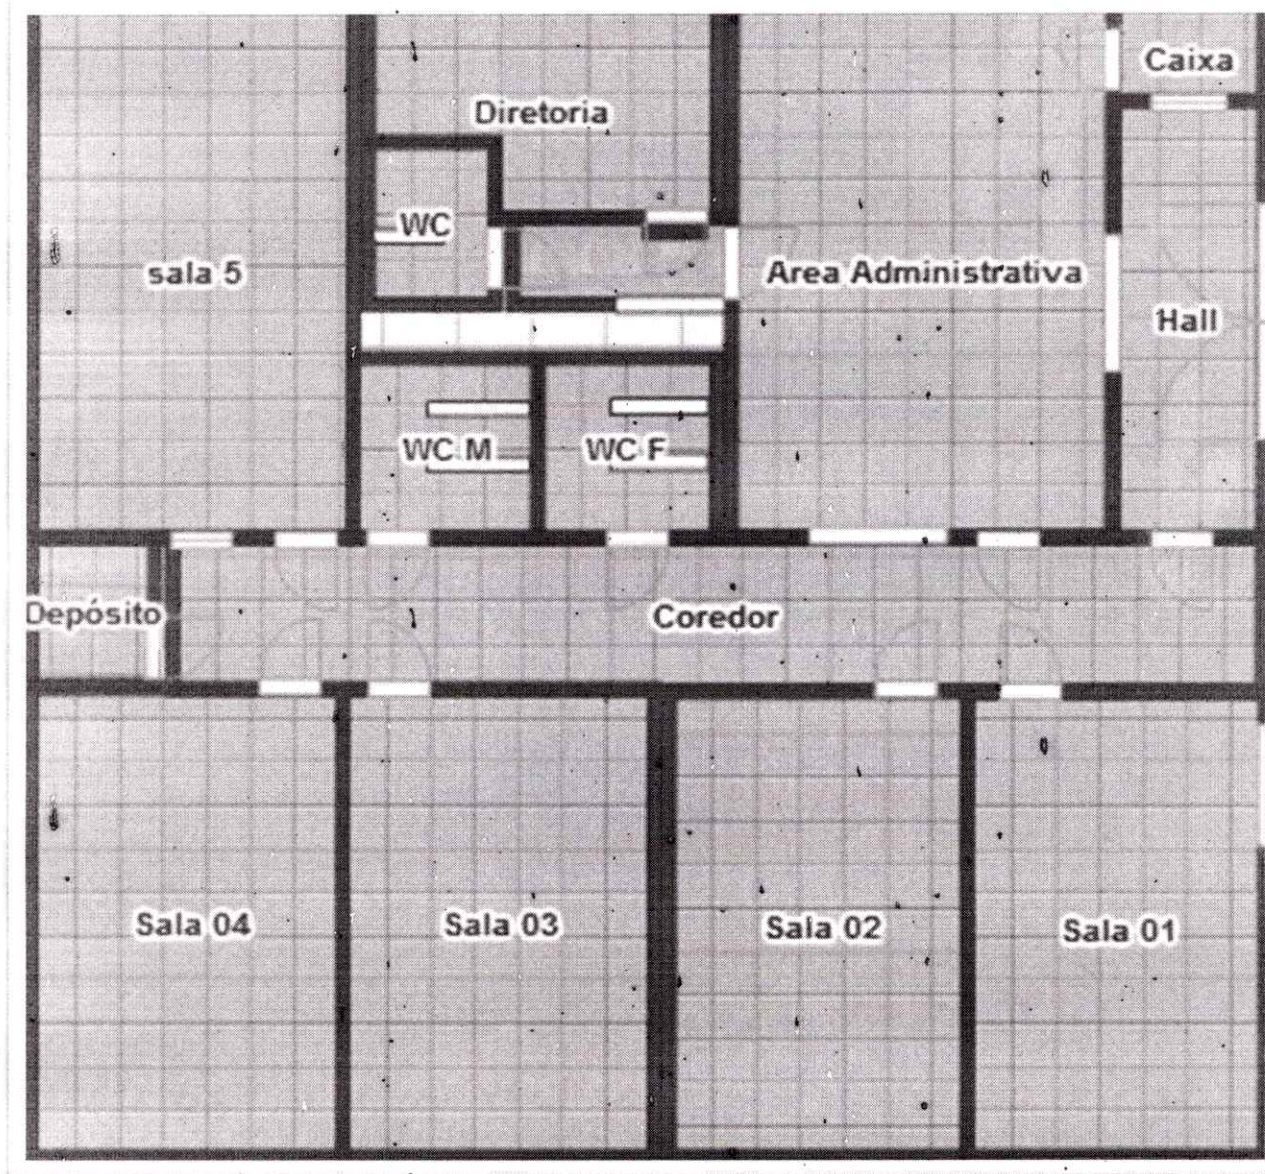 Caixa
Diretoria
WC
sala 5
Area Administrativa
Hall
WC M
WC F
Depósito
Coredor
Sala 04
Sala 03
Sala 02
Sala 01